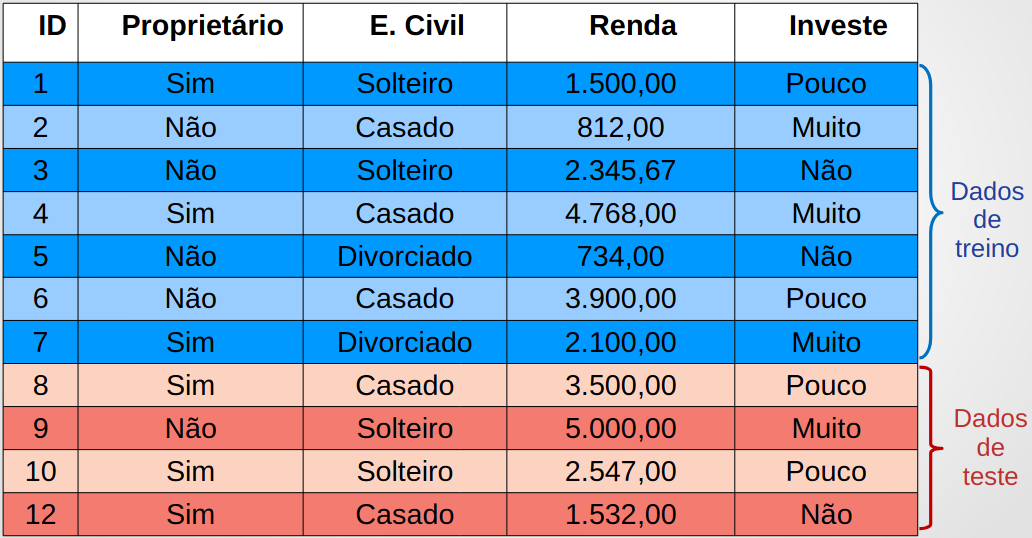 ID Proprietário E. Civil Renda Investe
1 Sim Solteiro 1.500,00 Pouco
2 Não Casado 812,00 Muito
3 Não Solteiro 2.345,67 Não
4 Sim Casado 4.768,00 Muito
5 Não Divorciado 734,00 Não
6 Não Casado 3.900,00 Pouco
7 Sim Divorciado 2.100,00 Muito
8 Sim Casado 3.500,00 Pouco
9 Não Solteiro 5.000,00 Muito
10 Sim Solteiro 2.547,00 Pouco
12 Sim Casado 1.532,00 Não
Dados
de
treino
Dados
de
teste